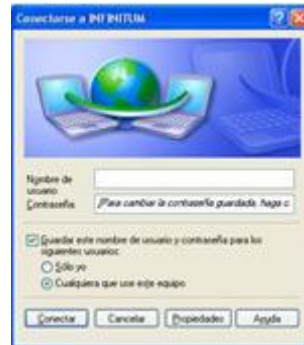 Conectarse a INFINITUM
Nombre de
usuario:
Contraseña:
[Para cambiar la contraseña guardada, haga c
Guardar este nombre de usuario y contraseña para los
siguientes usuarios:
Sólo yo
Cualquiera que use este equipo
Conectar
Cancelar
Propiedades
Ayuda